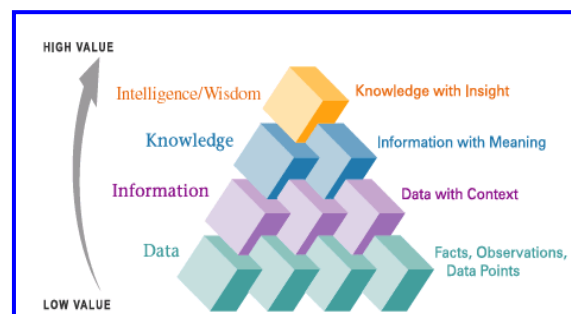 HIGH VALUE
Intelligence/Wisdom
Knowledge with Insight
Knowledge
Information with Meaning
Information
Data with Context
Data
Facts, Observations,
Data Points
LOW VALUE